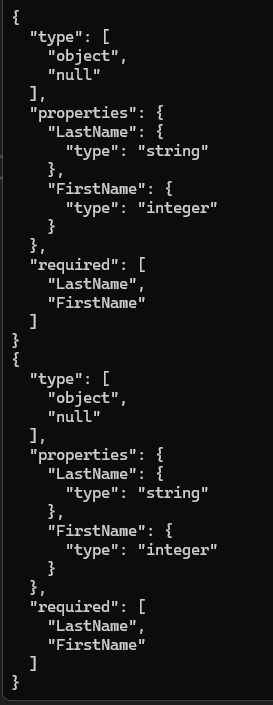 {
  "type": [
    "object",
    "null"
  ],
  "properties": {
    "LastName": {
      "type": "string"
    },
    "FirstName": {
      "type": "integer"
    }
  },
  "required": [
    "LastName",
    "FirstName"
  ]
}
{
  "type": [
    "object",
    "null"
  ],
  "properties": {
    "LastName": {
      "type": "string"
    },
    "FirstName": {
      "type": "integer"
    }
  },
  "required": [
    "LastName",
    "FirstName"
  ]
}